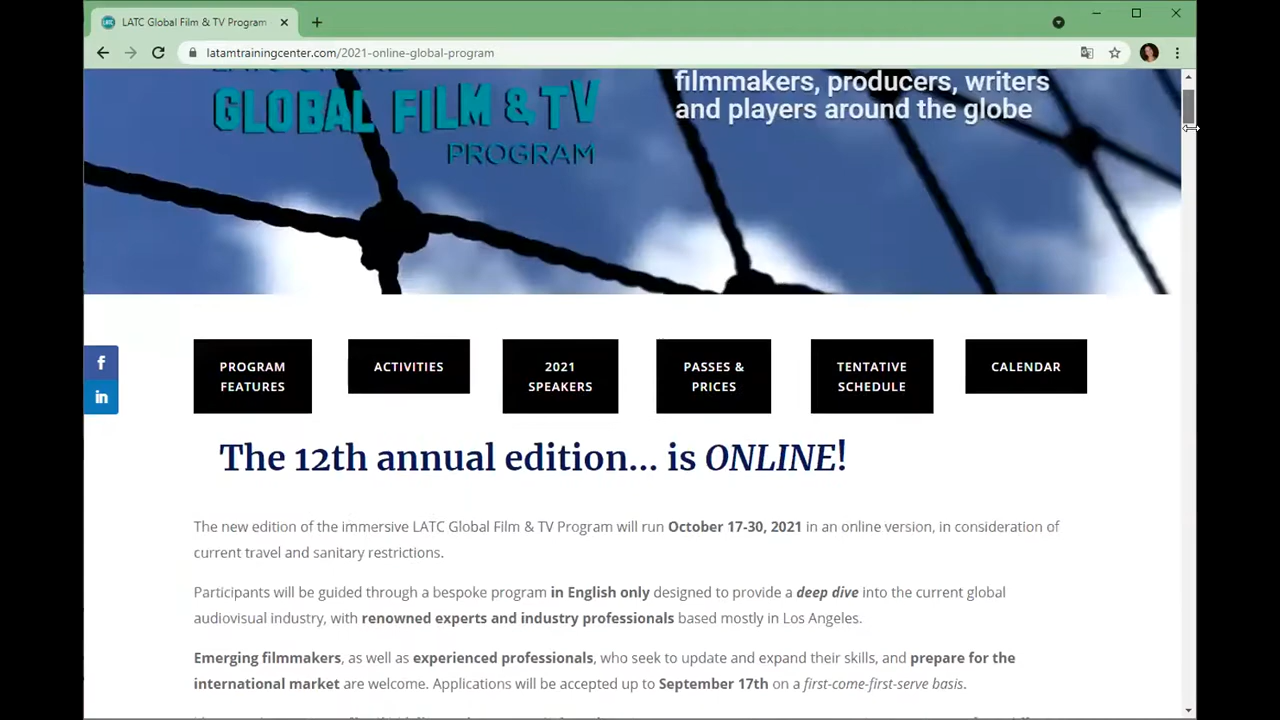 LATC Global Film & TV Program
latamtrainingcenter.com/2021-online-global-program
GLOBAL FILM & TV
PROGRAM
filmmakers, producers, writers
and players around the globe
PROGRAM
FEATURES
ACTIVITIES
2021
SPEAKERS
PASSES &
PRICES
TENTATIVE
SCHEDULE
CALENDAR
f
in
The 12th annual edition... is ONLINE!
The new edition of the immersive LATC Global Film & TV Program will run October 17-30, 2021 in an online version, in consideration of
current travel and sanitary restrictions.
Participants will be guided through a bespoke program in English only designed to provide a deep dive into the current global
audiovisual industry, with renowned experts and industry professionals based mostly in Los Angeles.
Emerging filmmakers, as well as experienced professionals, who seek to update and expand their skills, and prepare for the
international market are welcome. Applications will be accepted up to September 17th on a first-come-first-serve basis.